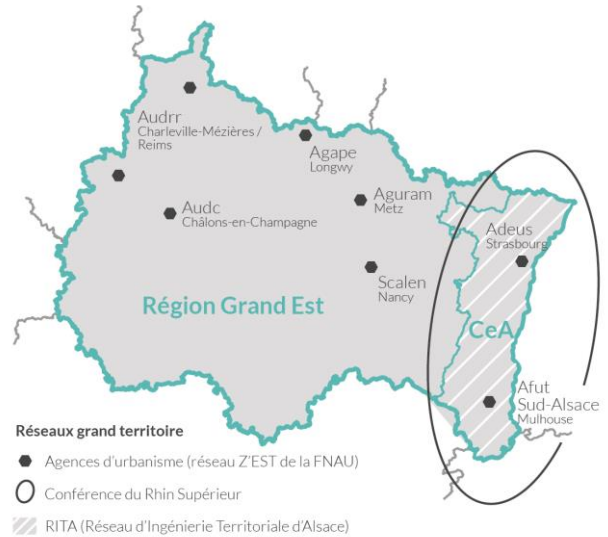 Audrr
Charleville-Mézières /
Reims
Agape
Longwy
Audc
Châlons-en-Champagne
Aguram
Metz
Adeus
Strasbourg
Scalen
Nancy
Région Grand Est
CeA
Afut
Sud-Alsace
Mulhouse
Réseaux grand territoire
Agences d'urbanisme (réseau Z'EST de la FNAU)
Conférence du Rhin Supérieur
RITA (Réseau d'Ingénierie Territoriale d'Alsace)